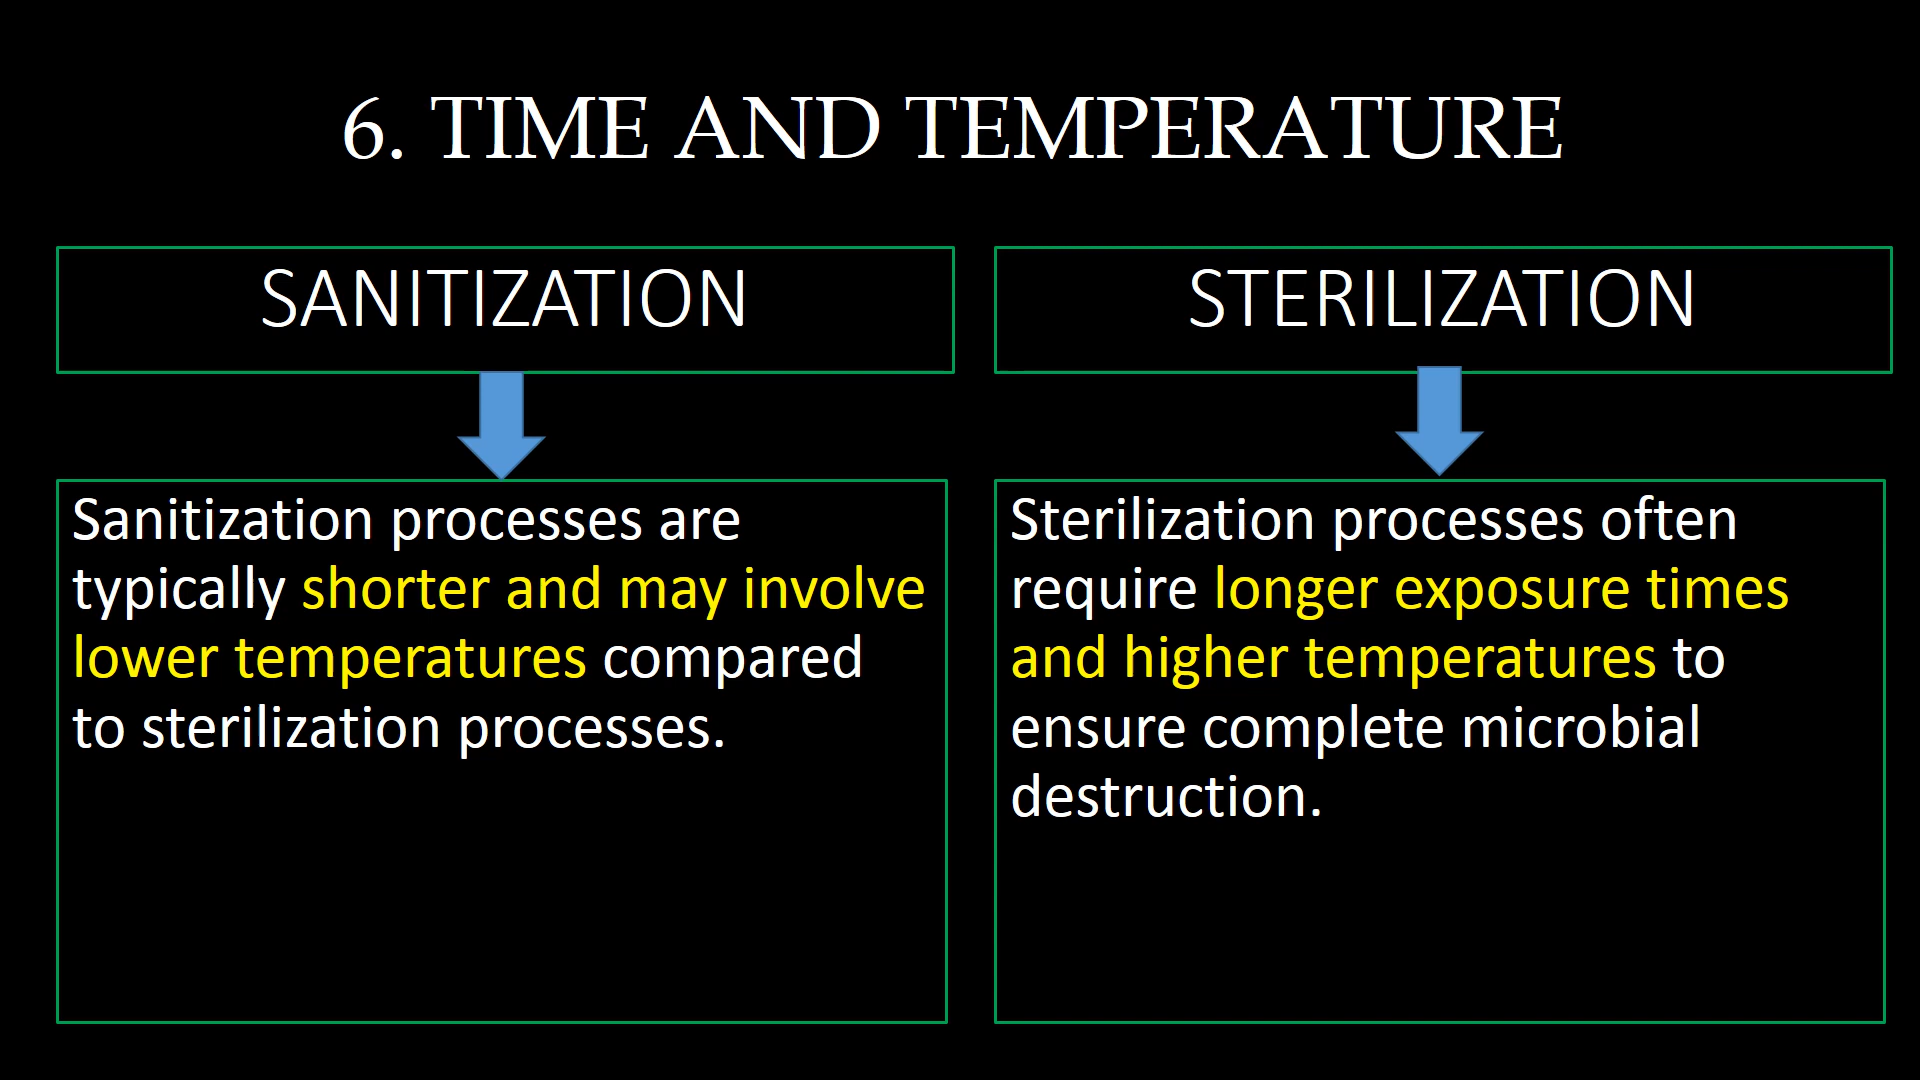 6. TIME AND TEMPERATURE
SANITIZATION
Sanitization processes are
typically shorter and may involve
lower temperatures compared
to sterilization processes.
STERILIZATION
Sterilization processes often
require longer exposure times
and higher temperatures to
ensure complete microbial
destruction.